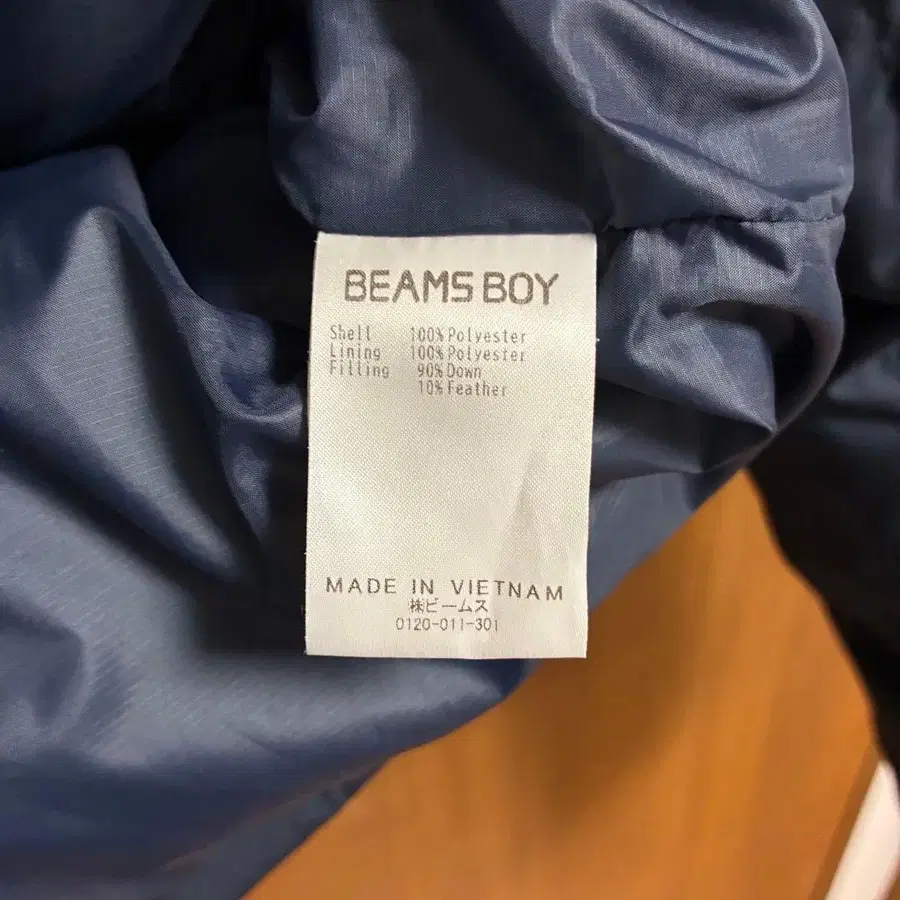 BEAMS BOY
Shell 100% Polyester
Lining 100% Polyester
Filling 90% Down
10% Feather
MADE IN VIETNAM
㈱ビームス
0120-011-301